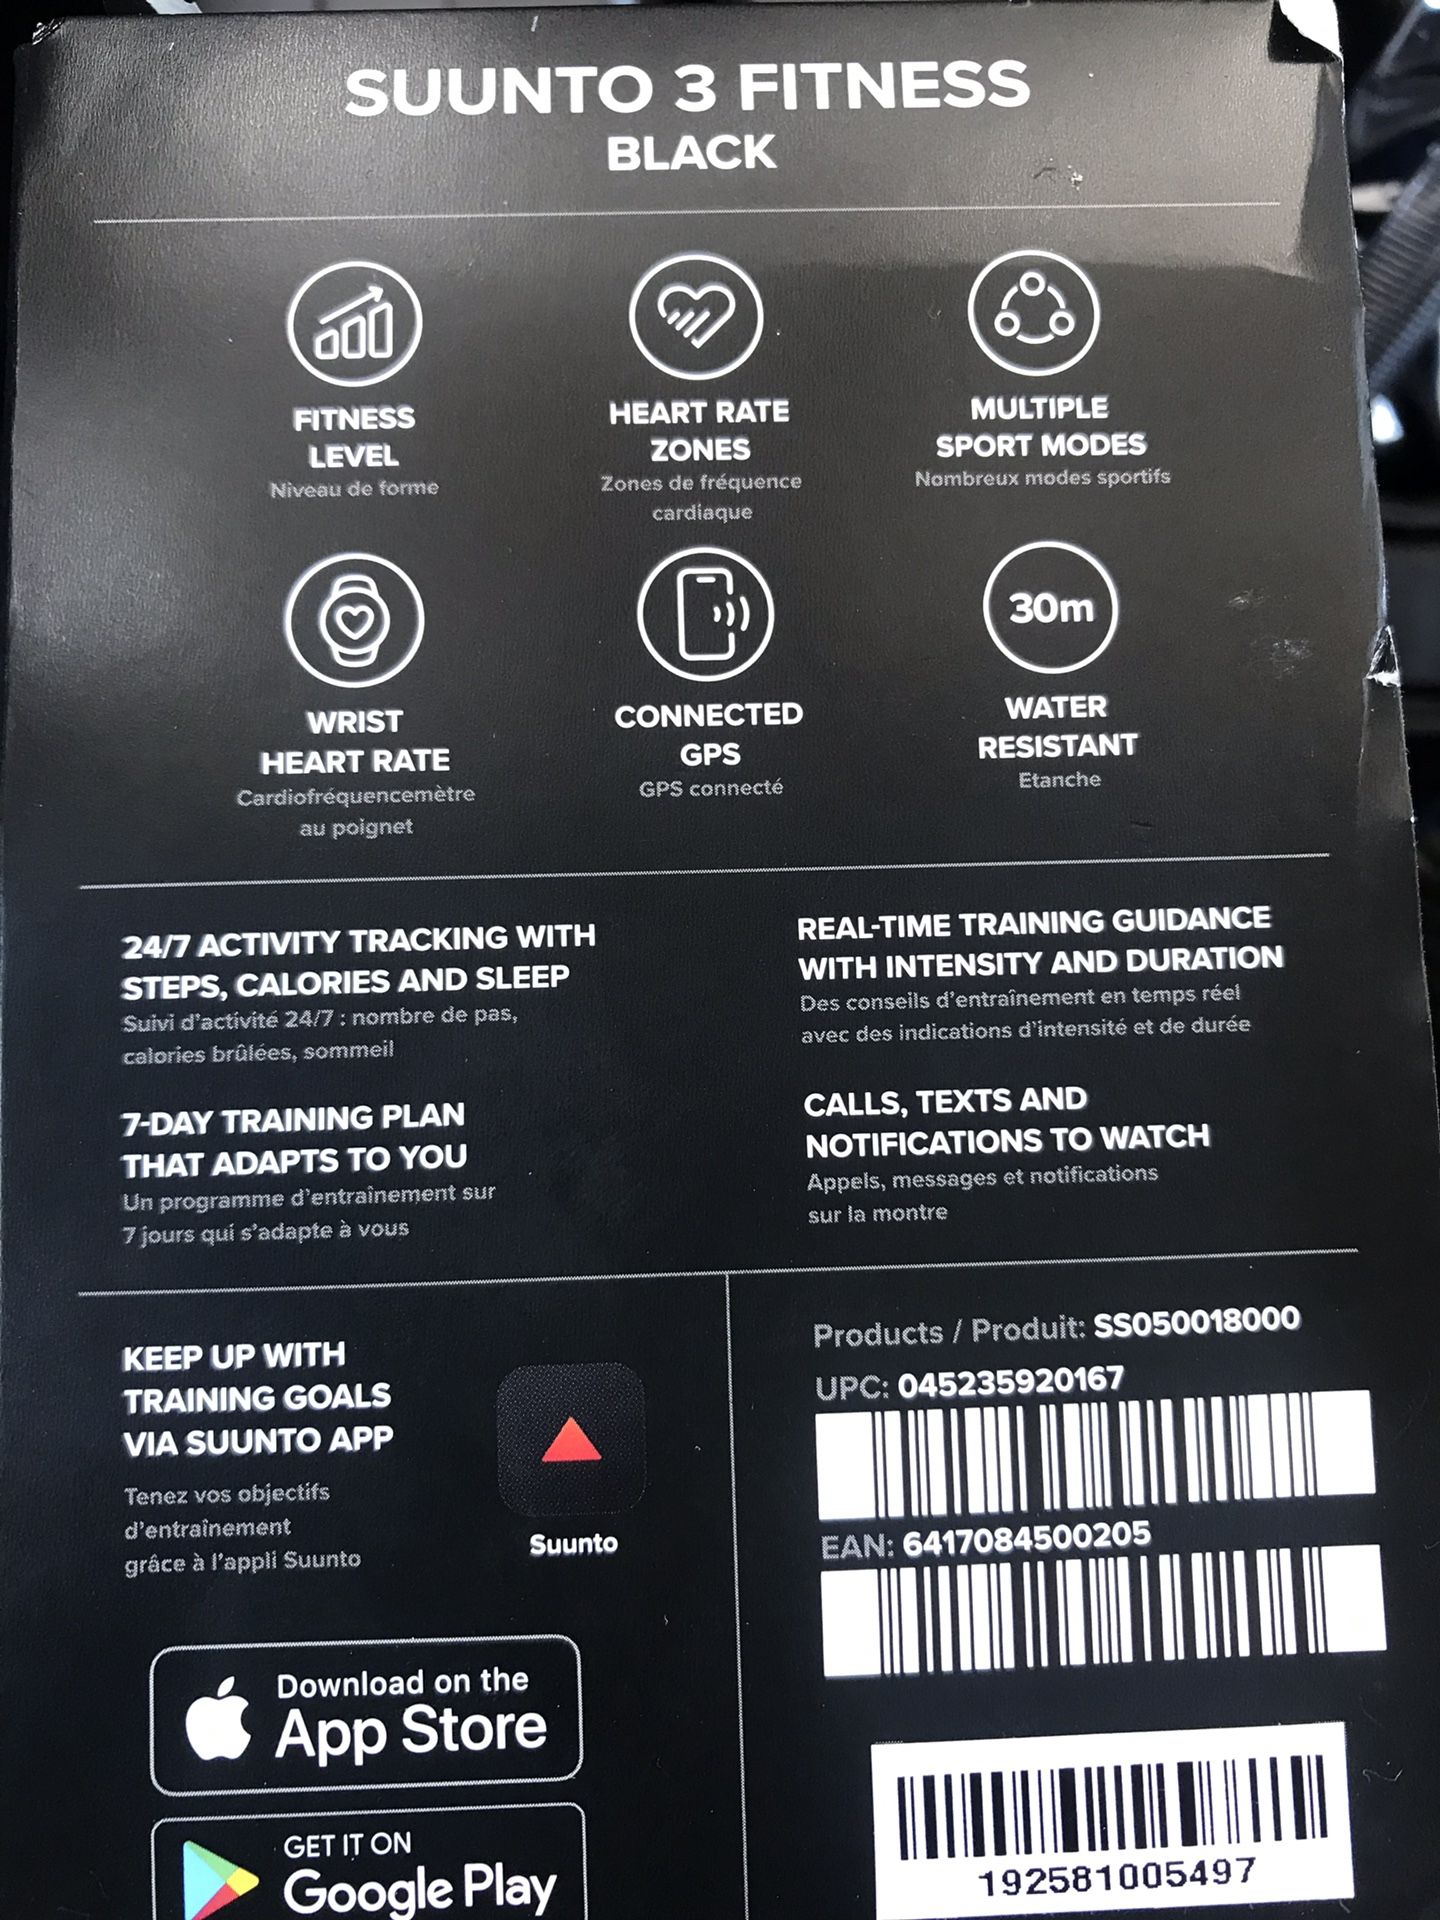 SUUNTO 3 FITNESS
BLACK
FITNESS
LEVEL
Niveau de forme
HEART RATE
ZONES
Zones de fréquence
cardiaque
MULTIPLE
SPORT MODES
Nombreux modes sportifs
WRIST
HEART RATE
Cardiofréquencemètre
au poignet
CONNECTED
GPS
GPS connecté
30m
WATER
RESISTANT
Etanche
24/7 ACTIVITY TRACKING WITH
STEPS, CALORIES AND SLEEP
Suivi d'activité 24/7 : nombre de pas,
calories brûlées, sommeil
REAL-TIME TRAINING GUIDANCE
WITH INTENSITY AND DURATION
Des conseils d'entraînement en temps réel
avec des indications d'intensité et de durée
7-DAY TRAINING PLAN
THAT ADAPTS TO YOU
Un programme d'entraînement sur
7 jours qui s'adapte à vous
CALLS, TEXTS AND
NOTIFICATIONS TO WATCH
Appels, messages et notifications
sur la montre
KEEP UP WITH
TRAINING GOALS
VIA SUUNTO APP
Tenez vos objectifs
d'entraînement
grâce à l'appli Suunto
Suunto
Download on the
App Store
GET IT ON
Google Play
Products / Produit: SS050018000
UPC: 045235920167
EAN: 6417084500205
192581005497